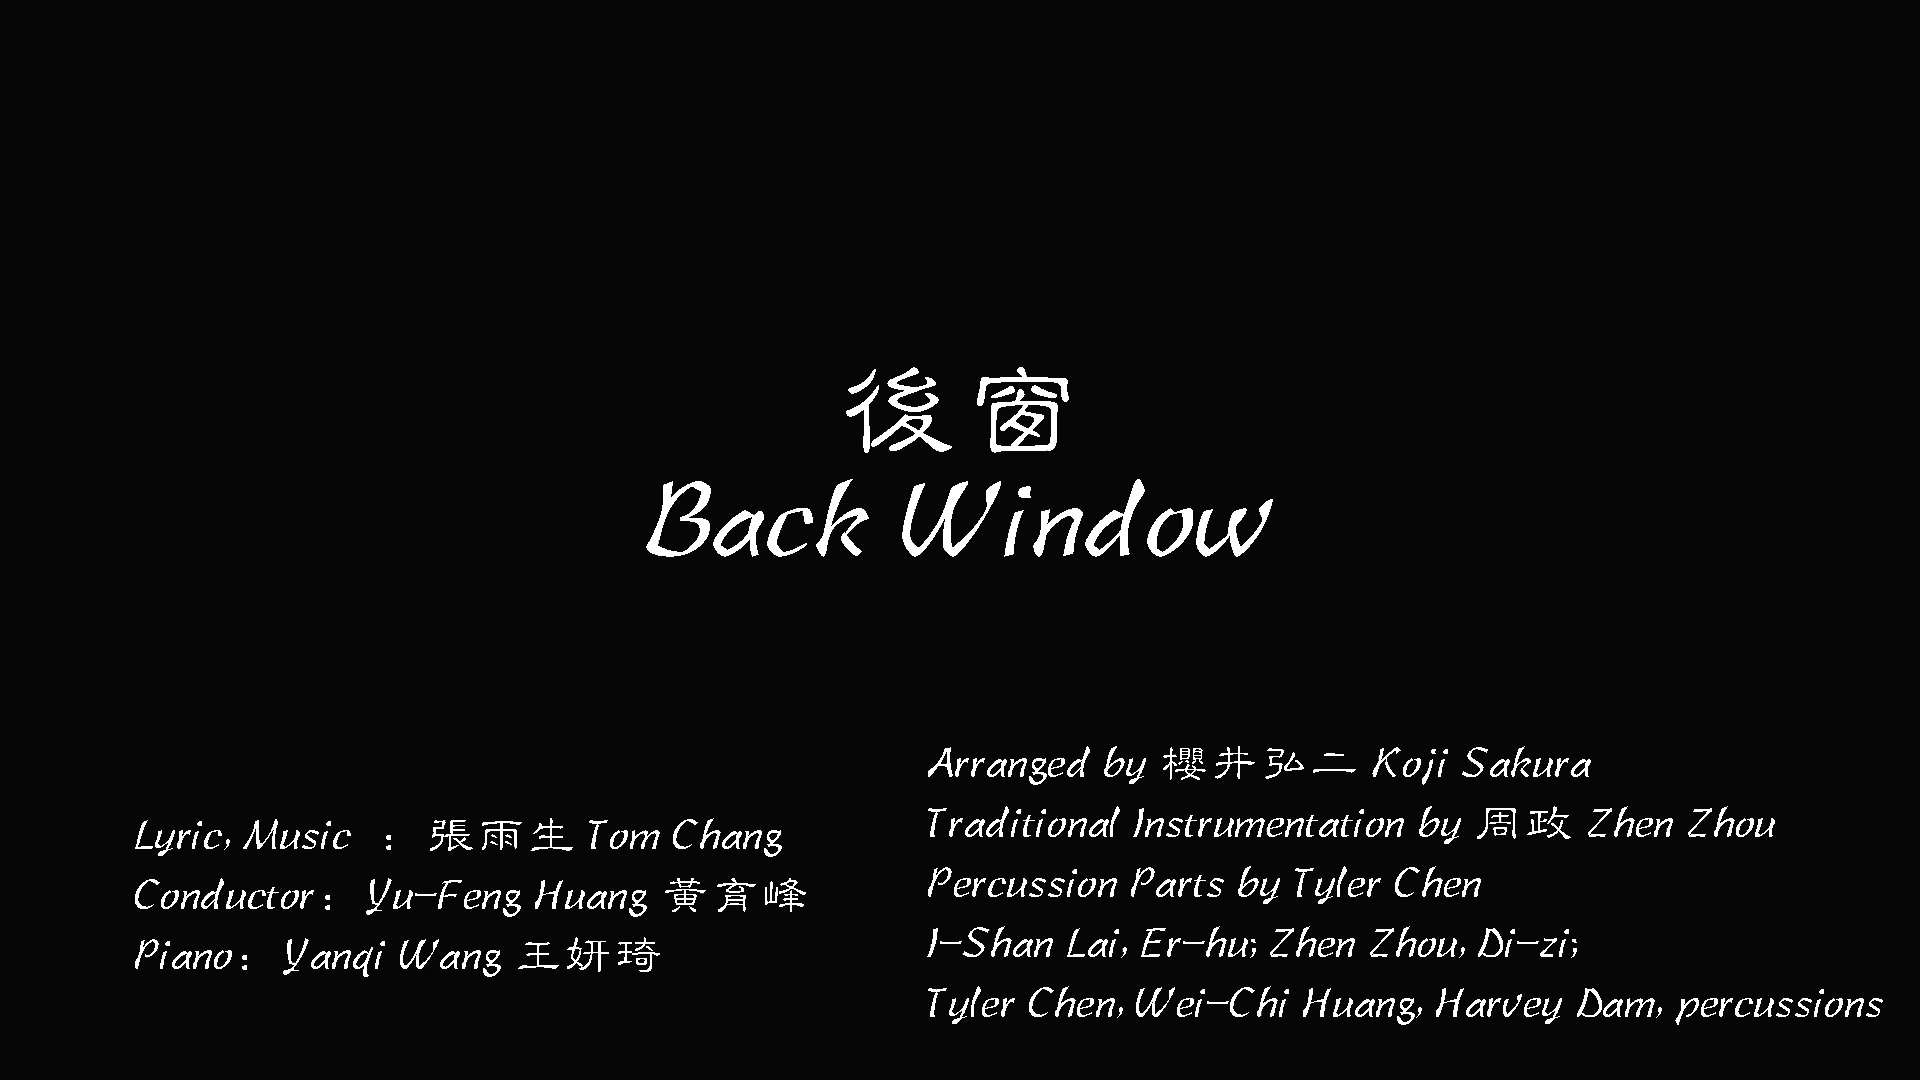 後窗
Back Window
Lyric, Music ：張雨生 Tom Chang
Conductor：Yu-Feng Huang 黃育峰
Piano：Yanqi Wang 王妍琦
Arranged by 櫻井弘二 Koji Sakura
Traditional Instrumentation by 周政 Zhen Zhou
Percussion Parts by Tyler Chen
I-Shan Lai, Er-hu; Zhen Zhou, Di-zi;
Tyler Chen, Wei-Chi Huang, Harvey Dam, percussions